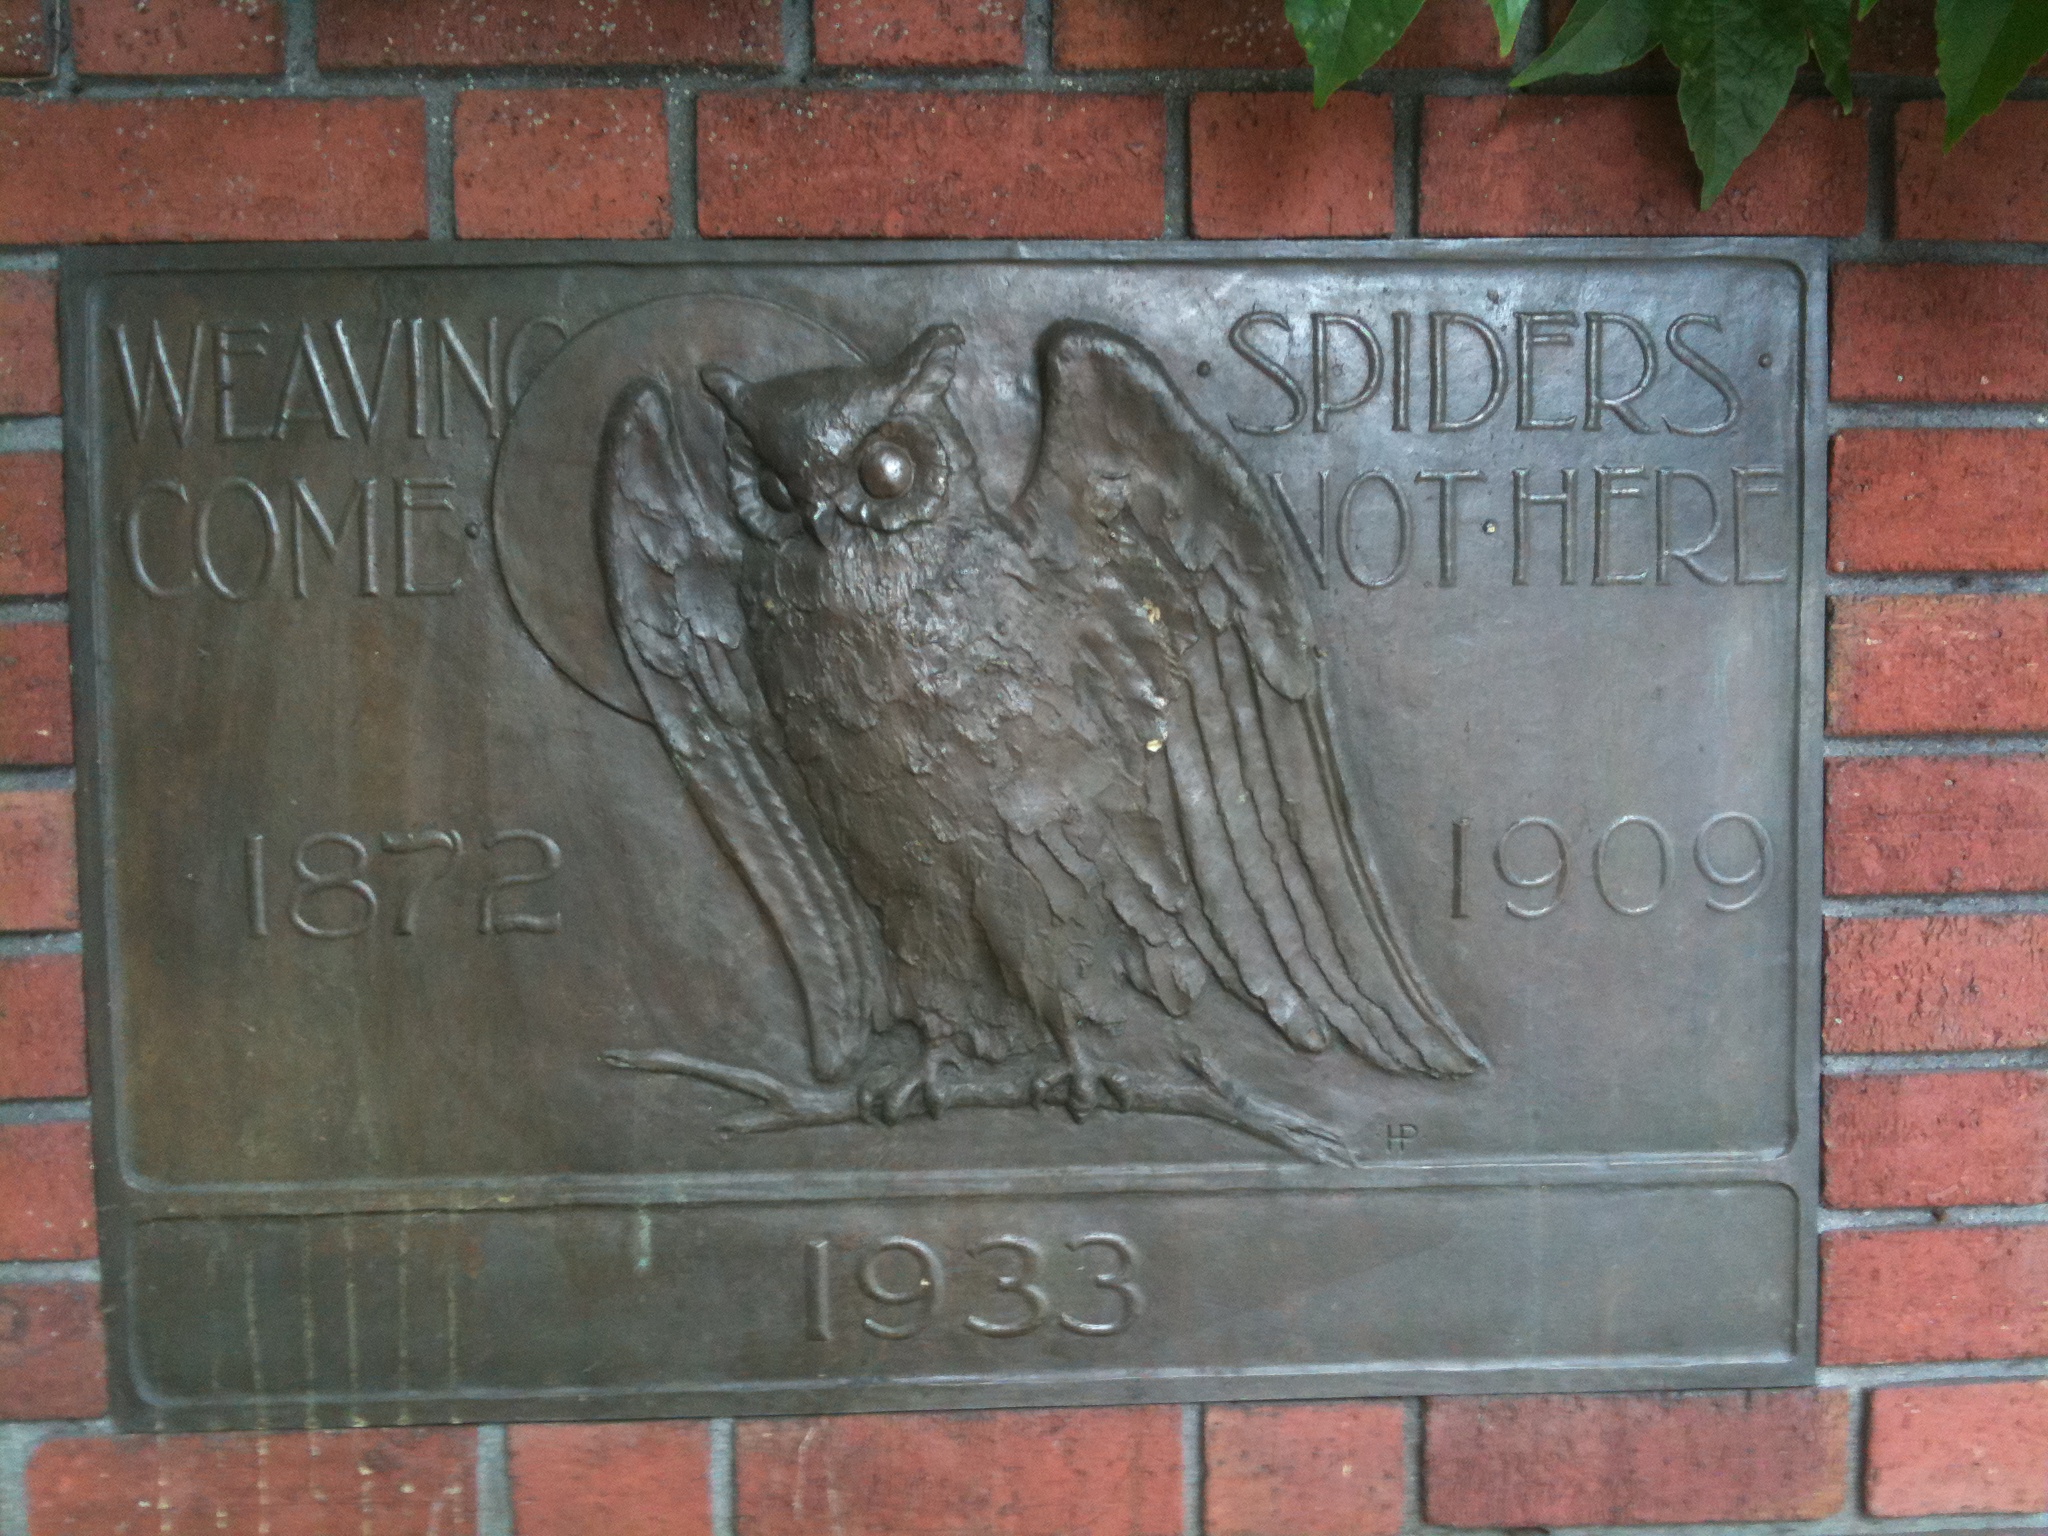 WEAVING · SPIDERS ·
COME · NOT · HERE
1872 1909
HP
1933